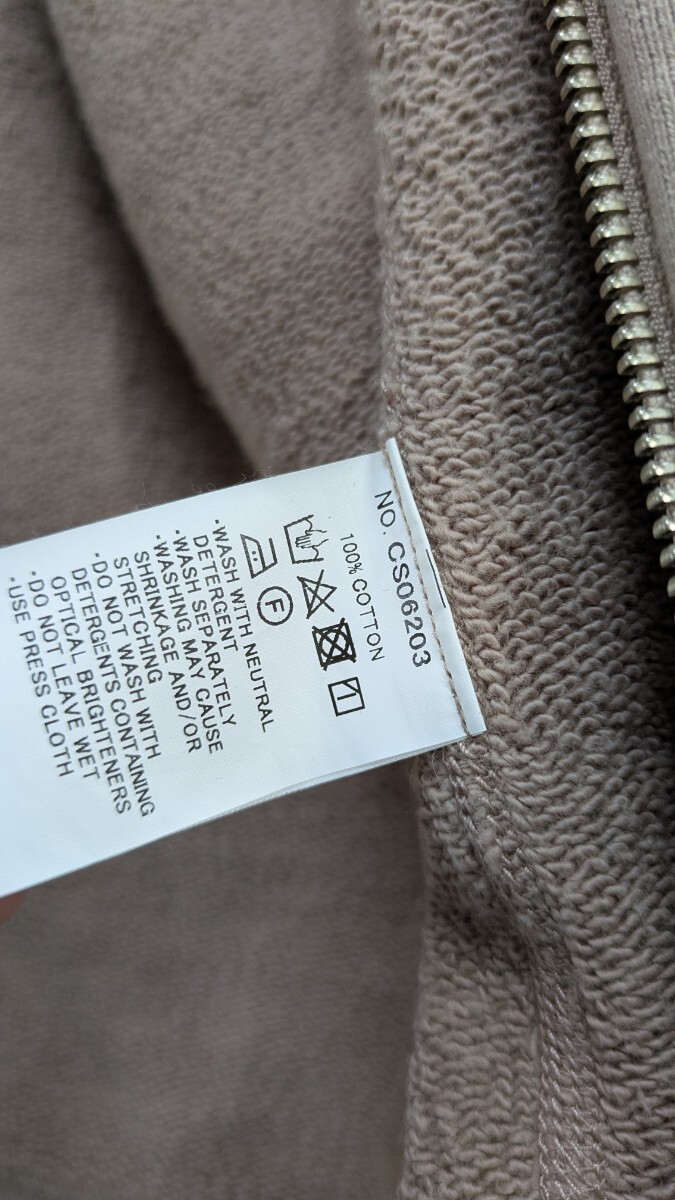 NO. CS06203
100% COTTON
F
·WASH WITH NEUTRAL
DETERGENT
·WASH SEPARATELY
·WASHING MAY CAUSE
SHRINKAGE AND/OR
STRETCHING
·DO NOT WASH WITH
DETERGENTS CONTAINING
OPTICAL BRIGHTENERS
·DO NOT LEAVE WET
·USE PRESS CLOTH